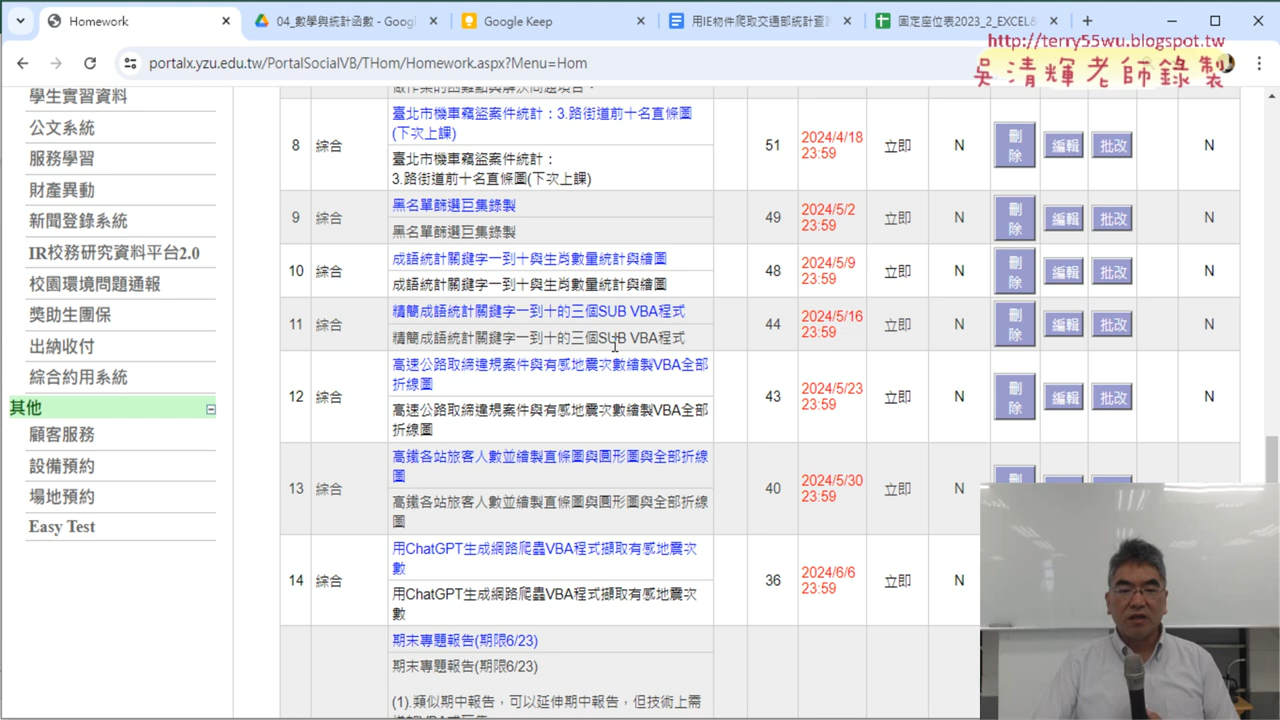 Homework
04_數學與統計函數 - Googl
Google Keep
用IE物件爬取交通部統計查
固定座位表2023_2_EXCEL&
http://terry55wu.blogspot.tw
吳清輝老師錄製
portalx.yzu.edu.tw/PortalSocialVB/THom/Homework.aspx?Menu=Hom
學生實習資料
公文系統
服務學習
財產異動
新聞登錄系統
IR校務研究資料平台2.0
校園環境問題通報
獎助生團保
出納收付
綜合約用系統
其他
顧客服務
設備預約
場地預約
Easy Test
做作業的困難點與解決問題項目。
8 綜合
臺北市機車竊盜案件統計：3.路街道前十名直條圖
(下次上課)
臺北市機車竊盜案件統計：
3.路街道前十名直條圖(下次上課)
51 2024/4/18 23:59 立即 N 刪除 編輯 批改 N
9 綜合
黑名單篩選巨集錄製
黑名單篩選巨集錄製
49 2024/5/2 23:59 立即 N 刪除 編輯 批改 N
10 綜合
成語統計關鍵字一到十與生肖數量統計與繪圖
成語統計關鍵字一到十與生肖數量統計與繪圖
48 2024/5/9 23:59 立即 N 刪除 編輯 批改 N
11 綜合
精簡成語統計關鍵字一到十的三個SUB VBA程式
精簡成語統計關鍵字一到十的三個SUB VBA程式
44 2024/5/16 23:59 立即 N 刪除 編輯 批改 N
12 綜合
高速公路取締違規案件與有感地震次數繪製VBA全部
折線圖
高速公路取締違規案件與有感地震次數繪製VBA全部
折線圖
43 2024/5/23 23:59 立即 N 刪除 編輯 批改 N
13 綜合
高鐵各站旅客人數並繪製直條圖與圓形圖與全部折線
圖
高鐵各站旅客人數並繪製直條圖與圓形圖與全部折線
圖
40 2024/5/30 23:59 立即 N
14 綜合
用ChatGPT生成網路爬蟲VBA程式擷取有感地震次
數
用ChatGPT生成網路爬蟲VBA程式擷取有感地震次
數
36 2024/6/6 23:59 立即 N
期末專題報告(期限6/23)
期末專題報告(期限6/23)
(1).類似期中報告，可以延伸期中報告，但技術上需